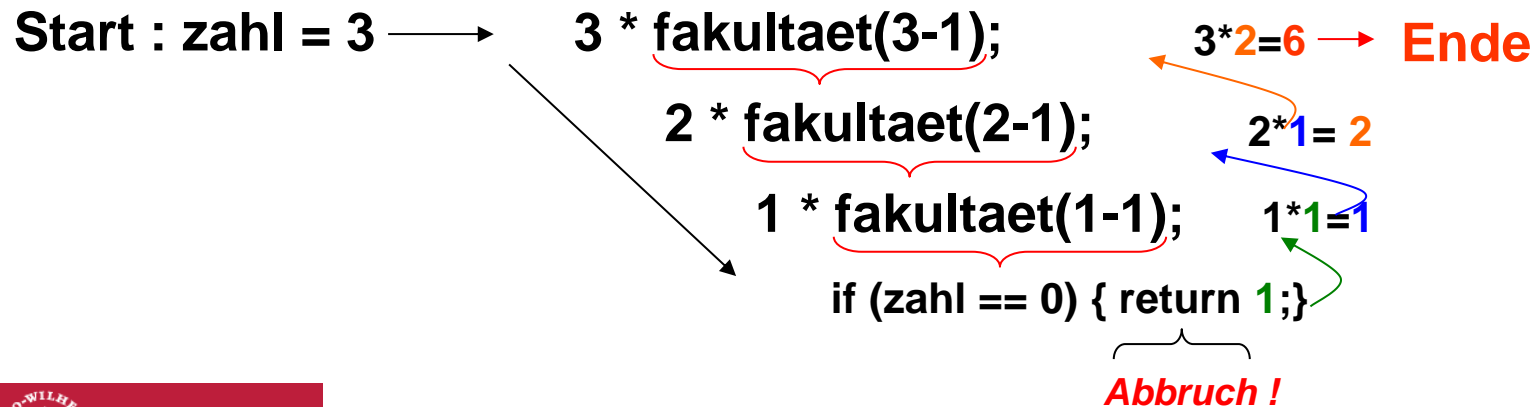 Start : zahl = 3 3 * fakultaet(3-1); 3*2=6 Ende
2 * fakultaet(2-1); 2*1= 2
1 * fakultaet(1-1); 1*1=1
if (zahl == 0) { return 1;}
Abbruch !